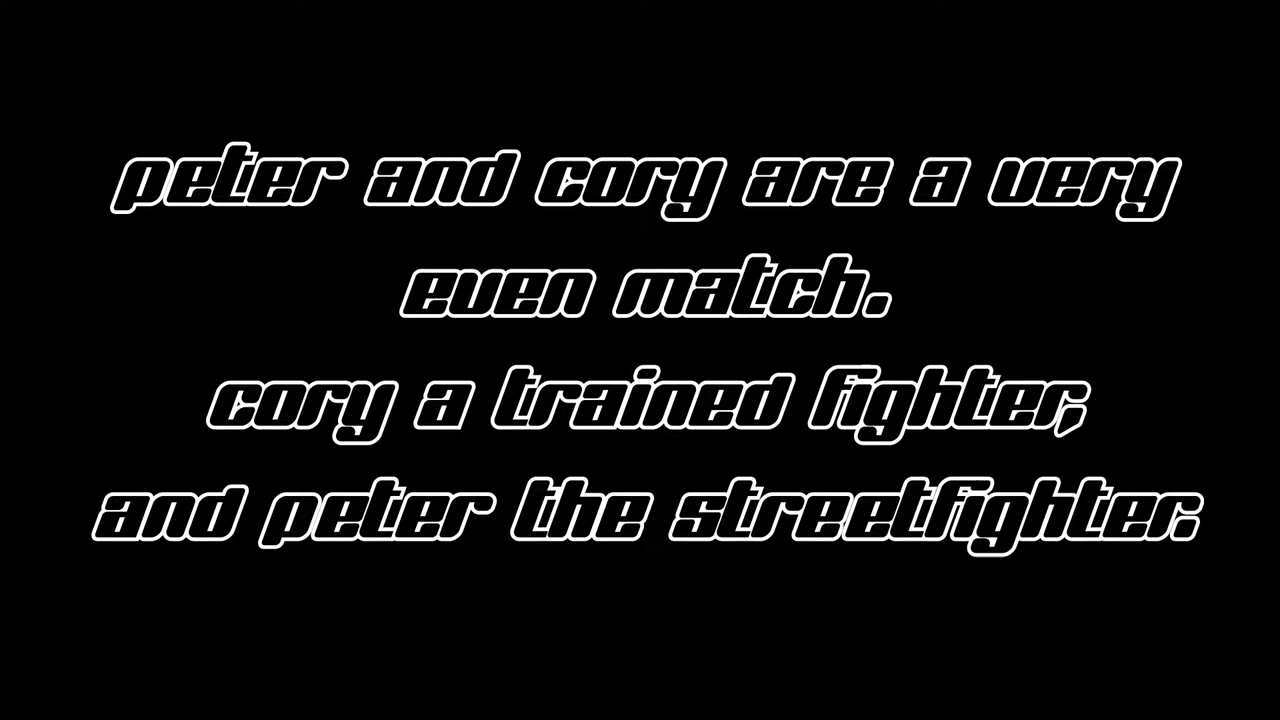 peter and cory are a very
even match.
cory a trained fighter,
and peter the streetfighter.